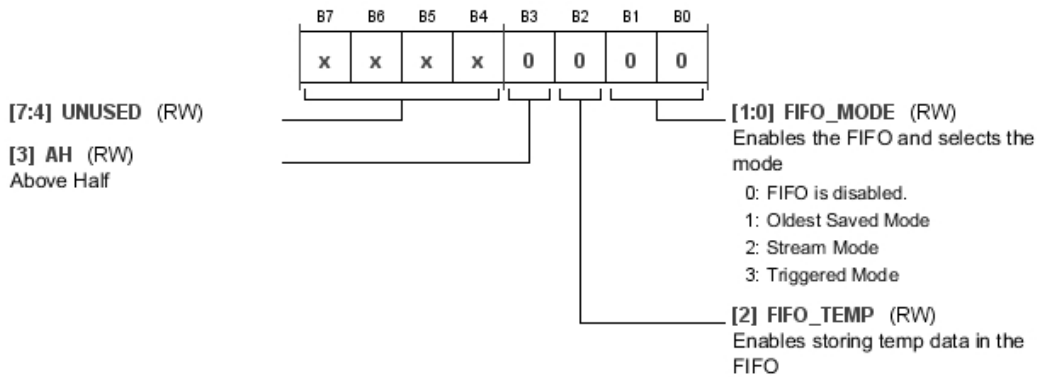 B7 B6 B5 B4 B3 B2 B1 B0
x x x x 0 0 0 0
[7:4] UNUSED (RW)
[3] AH (RW)
Above Half
[1:0] FIFO_MODE (RW)
Enables the FIFO and selects the
mode
0: FIFO is disabled.
1: Oldest Saved Mode
2: Stream Mode
3: Triggered Mode
[2] FIFO_TEMP (RW)
Enables storing temp data in the
FIFO